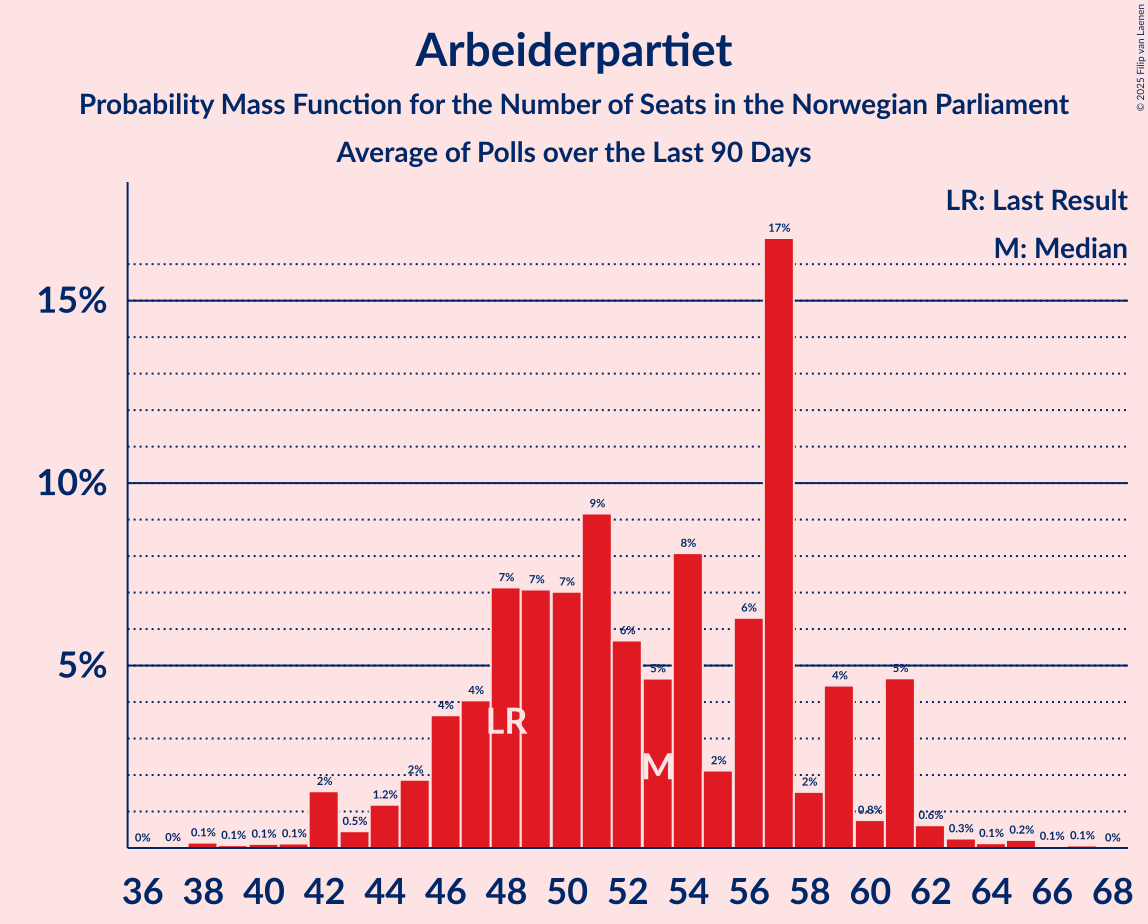 Arbeiderpartiet
Probability Mass Function for the Number of Seats in the Norwegian Parliament
Average of Polls over the Last 90 Days
© 2025 Filip van Laenen
LR: Last Result
M: Median
15%
10%
5%
0% 0% 0.1% 0.1% 0.1% 0.1% 2% 0.5% 1.2% 2% 4% 4% 7% 7% 7% 9% 6% 5% 8% 2% 6% 17% 2% 4% 0.8% 5% 0.6% 0.3% 0.1% 0.2% 0.1% 0.1% 0%
LR
M
36 38 40 42 44 46 48 50 52 54 56 58 60 62 64 66 68